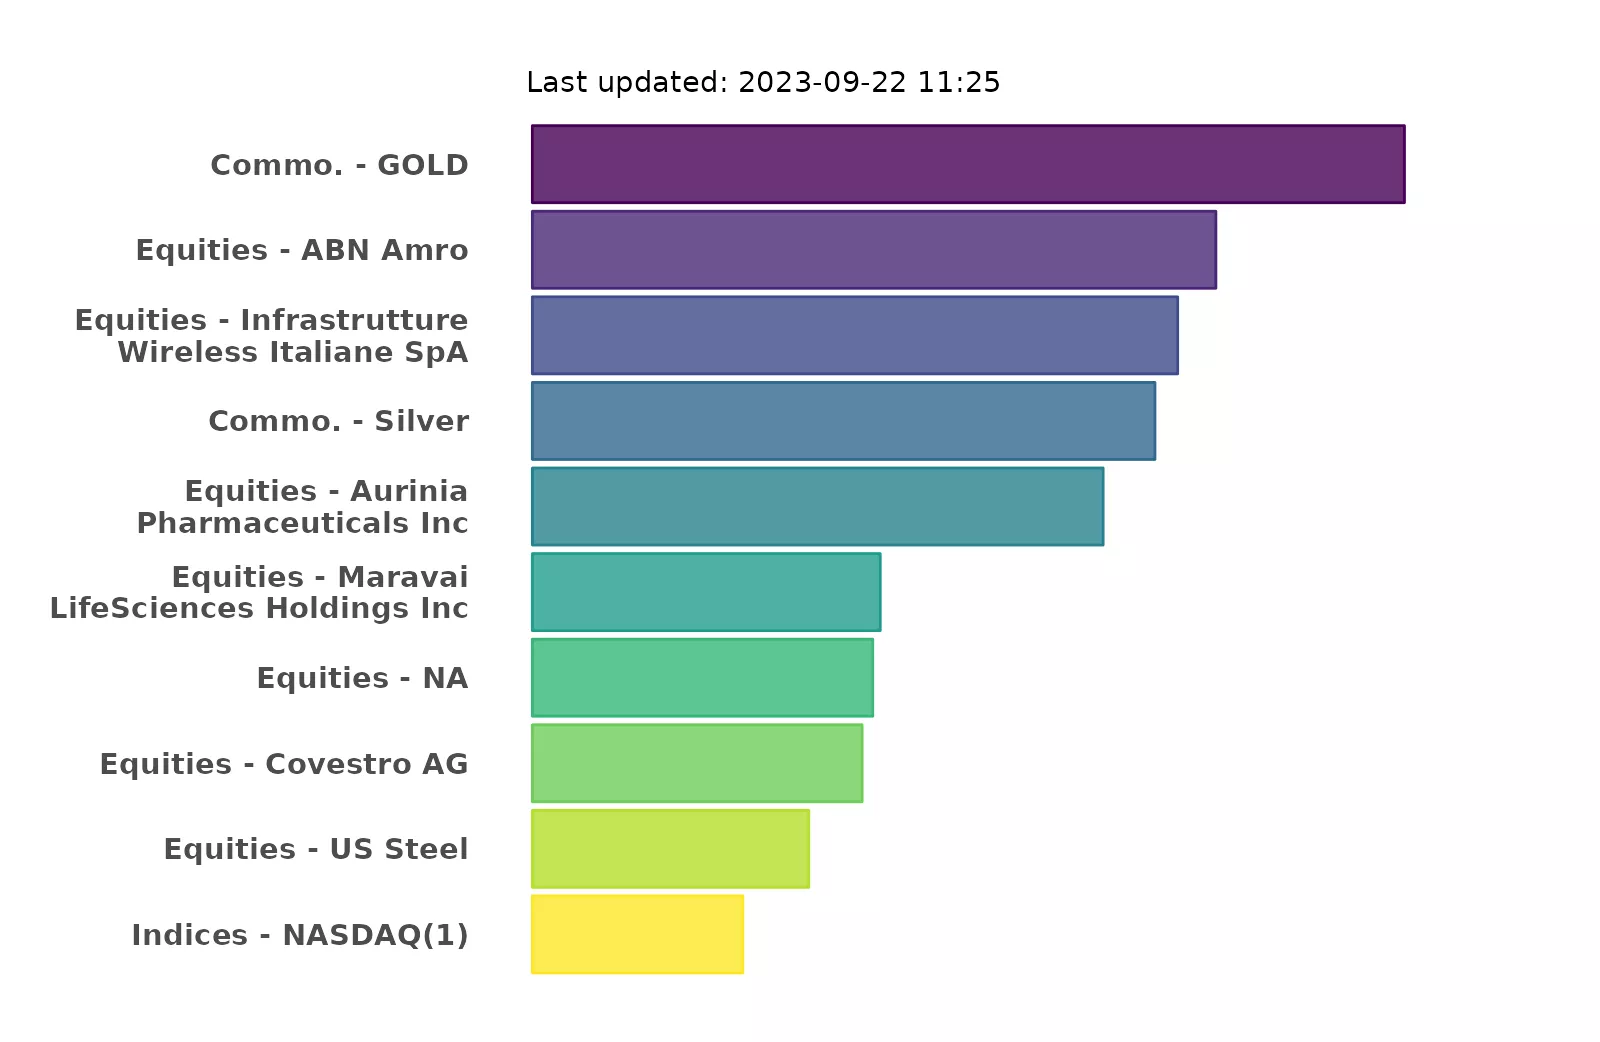 Last updated: 2023-09-22 11:25
Commo. - GOLD
Equities - ABN Amro
Equities - Infrastrutture
Wireless Italiane SpA
Commo. - Silver
Equities - Aurinia
Pharmaceuticals Inc
Equities - Maravai
LifeSciences Holdings Inc
Equities - NA
Equities - Covestro AG
Equities - US Steel
Indices - NASDAQ(1)